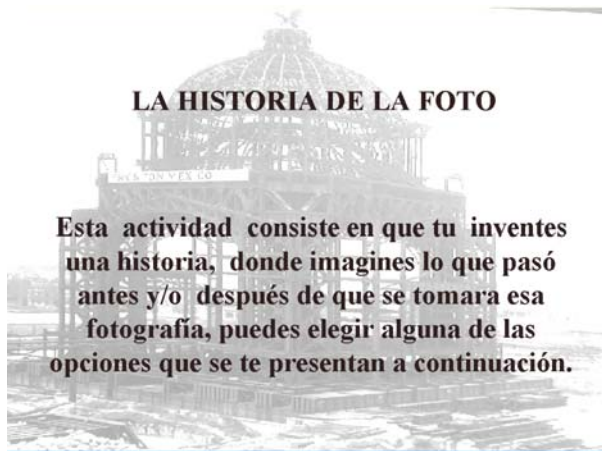 LA HISTORIA DE LA FOTO
Esta actividad consiste en que tu inventes
una historia, donde imagines lo que pasó
antes y/o después de que se tomara esa
fotografía, puedes elegir alguna de las
opciones que se te presentan a continuación.